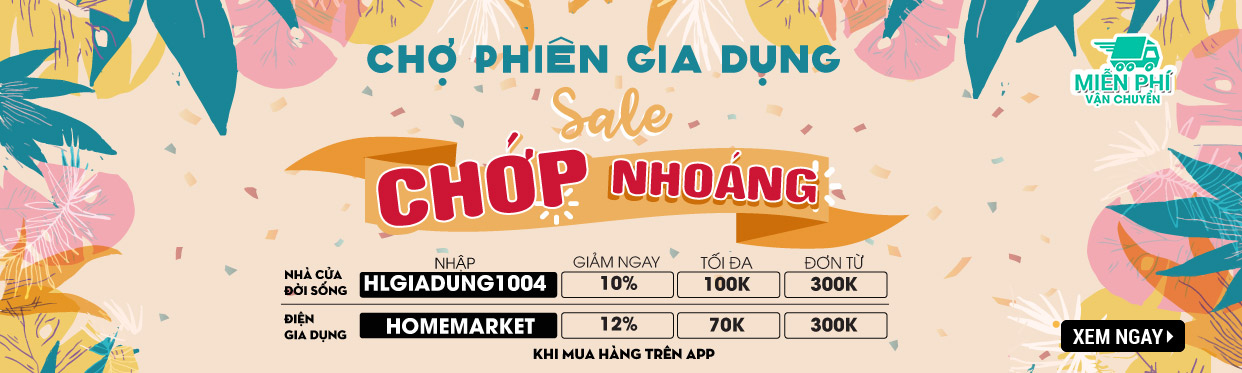 CHỢ PHIÊN GIA DỤNG
MIỄN PHÍ
VẬN CHUYỂN
Sale
CHỚP NHOÁNG
NHẬP GIẢM NGAY TỐI ĐA ĐƠN TỪ
NHÀ CỬA
ĐỜI SỐNG
HLGIADUNG1004 10% 100K 300K
ĐIỆN
GIA DỤNG
HOMEMARKET 12% 70K 300K
XEM NGAY
KHI MUA HÀNG TRÊN APP